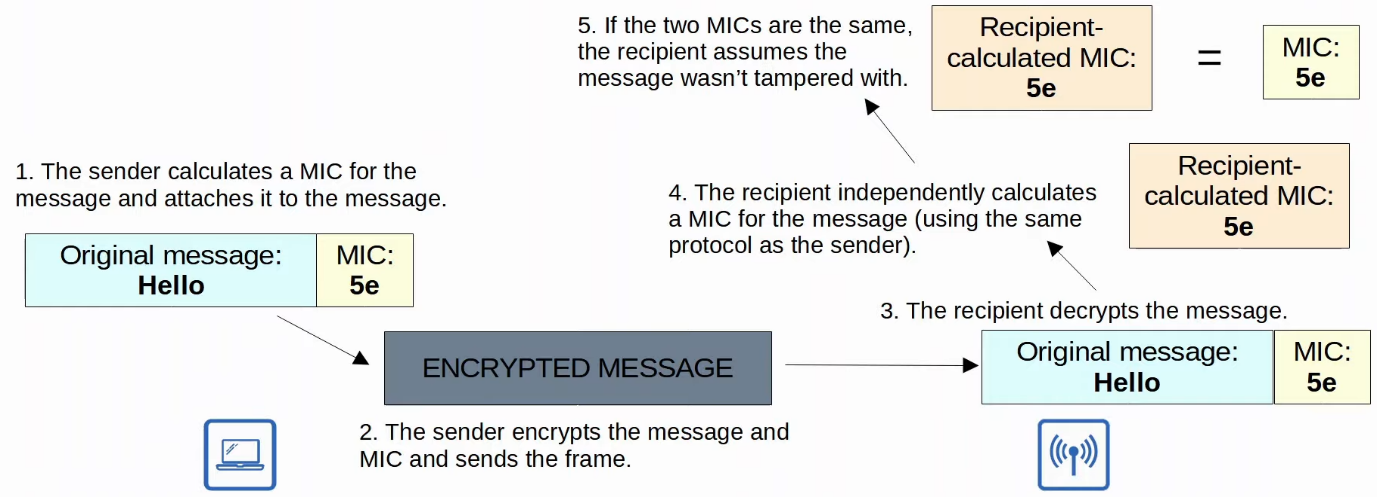 1. The sender calculates a MIC for the
message and attaches it to the message.
Original message:
Hello
MIC:
5e
ENCRYPTED MESSAGE
2. The sender encrypts the message and
MIC and sends the frame.
3. The recipient decrypts the message.
Original message:
Hello
MIC:
5e
4. The recipient independently calculates
a MIC for the message (using the same
protocol as the sender).
Recipient-
calculated MIC:
5e
5. If the two MICs are the same,
the recipient assumes the
message wasn’t tampered with.
Recipient-
calculated MIC:
5e
=
MIC:
5e